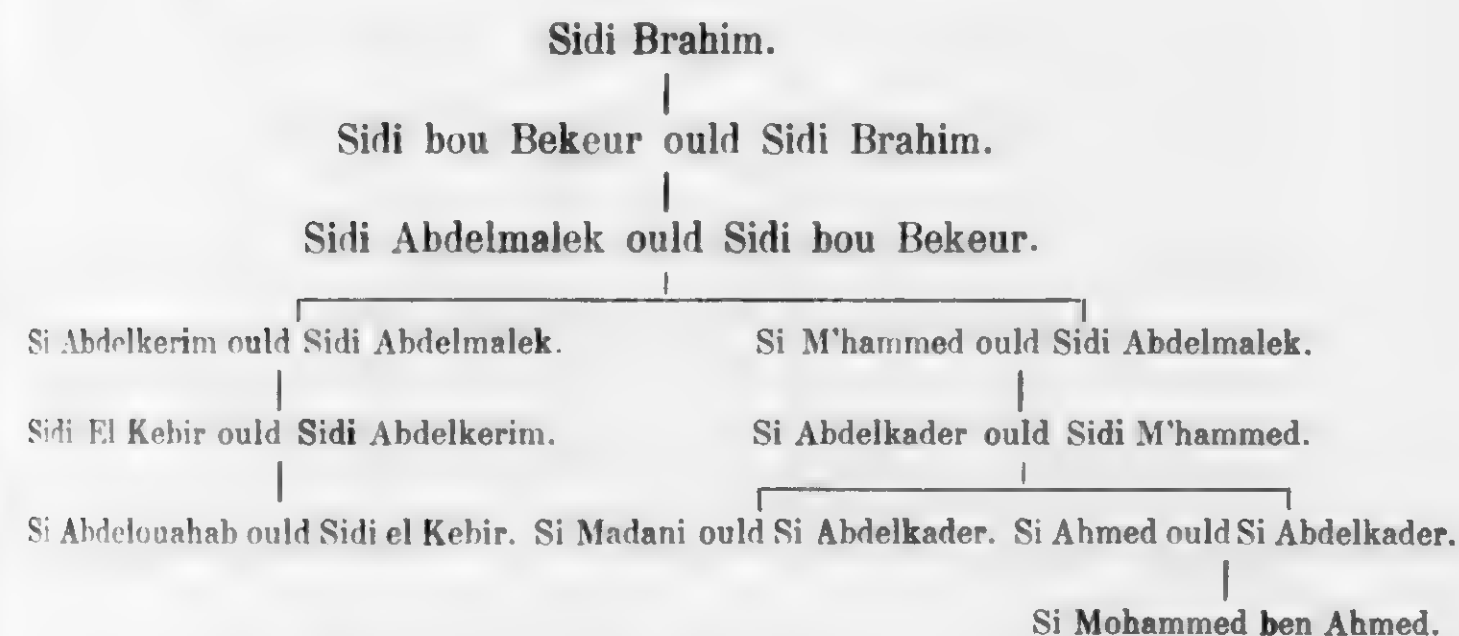 Sidi Brahim.
Sidi bou Bekeur ould Sidi Brahim.
Sidi Abdelmalek ould Sidi bou Bekeur.
Si Abdelkerim ould Sidi Abdelmalek. Si M'hammed ould Sidi Abdelmalek.
Sidi El Kebir ould Sidi Abdelkerim. Si Abdelkader ould Sidi M'hammed.
Si Abdelouahab ould Sidi el Kebir. Si Madani ould Si Abdelkader. Si Ahmed ould Si Abdelkader.
Si Mohammed ben Ahmed.